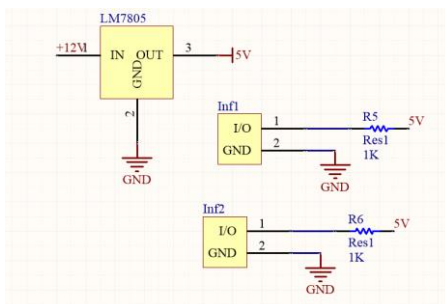 LM7805
+12V 1 IN OUT 3 5V
GND
2
GND
Inf1
I/O 1 R5 5V
GND 2 Res1
1K
GND
Inf2
I/O 1 R6 5V
GND 2 Res1
1K
GND